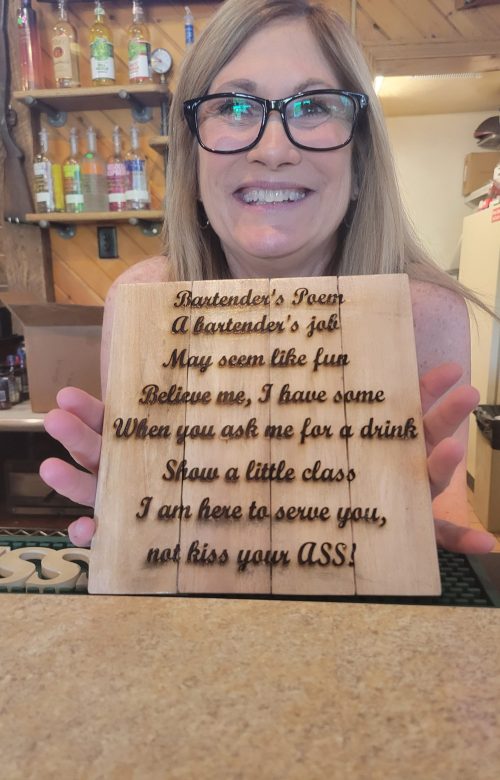 Bartender's Poem
A bartender's job
May seem like fun
Believe me, I have some
When you ask me for a drink
Show a little class
I am here to serve you,
not kiss your ASS!
SS